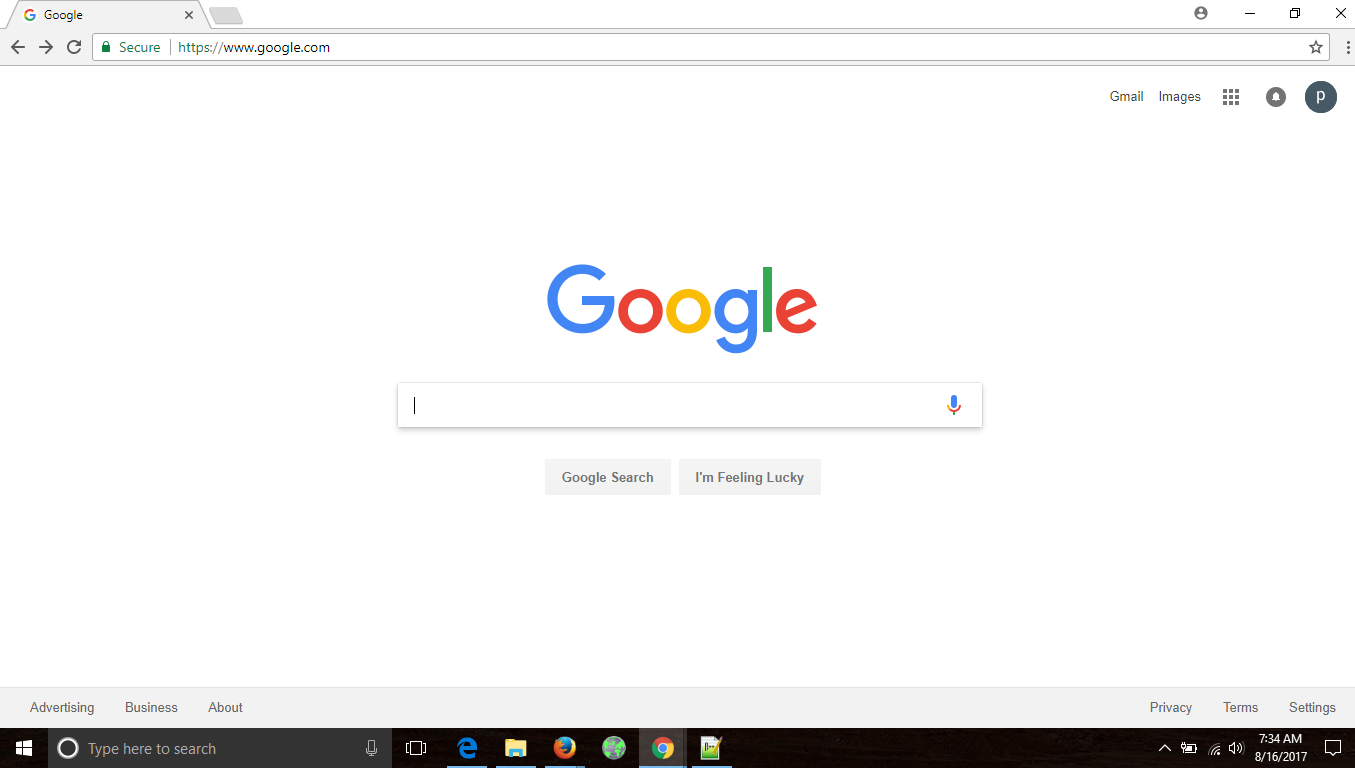 Google
Secure
https://www.google.com
Gmail Images
p
Google
Google Search I'm Feeling Lucky
Advertising Business About Privacy Terms Settings
Type here to search
7:34 AM
8/16/2017